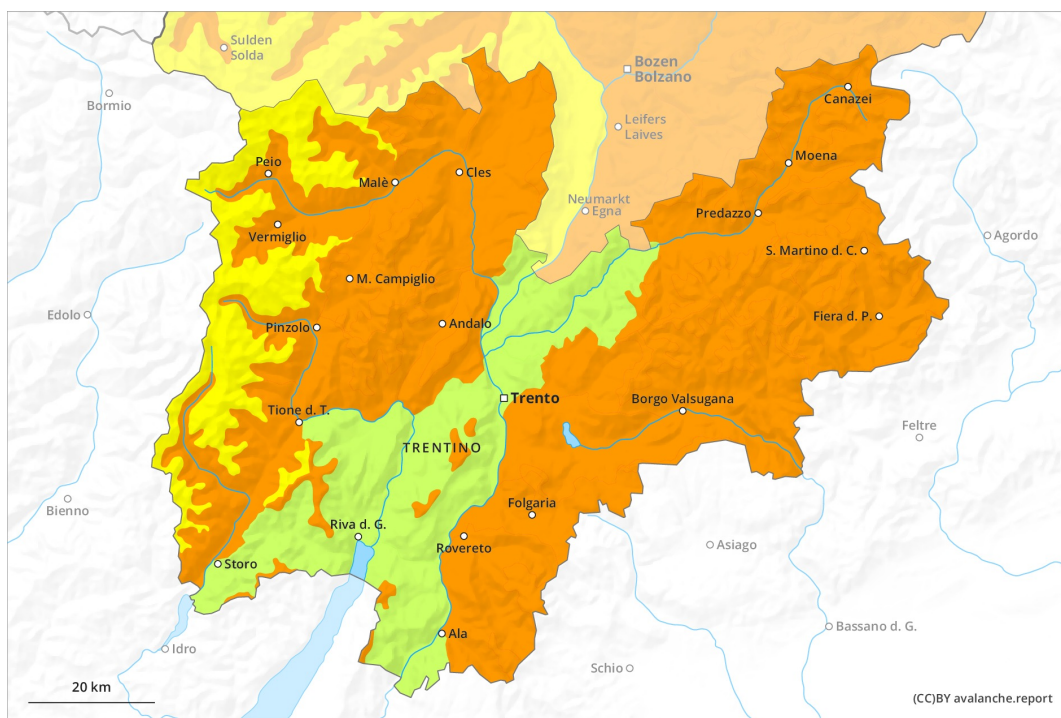 Sulden
Solda
Bozen
Bolzano
Bormio
Canazei
Leifers
Laives
Peio
Malè
Cles
Moena
Neumarkt
Egna
Predazzo
Vermiglio
Agordo
S. Martino d. C.
M. Campiglio
Edolo
Pinzolo
Andalo
Fiera d. P.
Trento
Borgo Valsugana
Tione d. T.
Feltre
TRENTINO
Bienno
Folgaria
Riva d. G.
Rovereto
Asiago
Storo
Ala
Bassano d. G.
Idro
Schio
20 km
(CC)BY avalanche.report